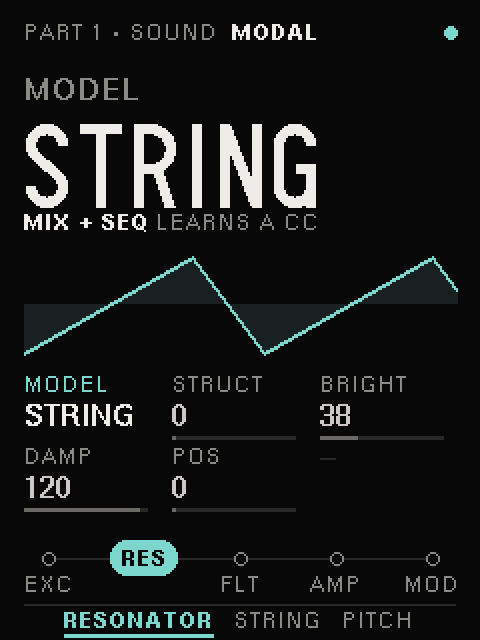 PART 1 · SOUND MODAL
MODEL
STRING
MIX + SEQ LEARNS A CC
MODEL STRUCT BRIGHT
STRING 0 38
DAMP POS —
120 0
RES
EXC FLT AMP MOD
RESONATOR STRING PITCH